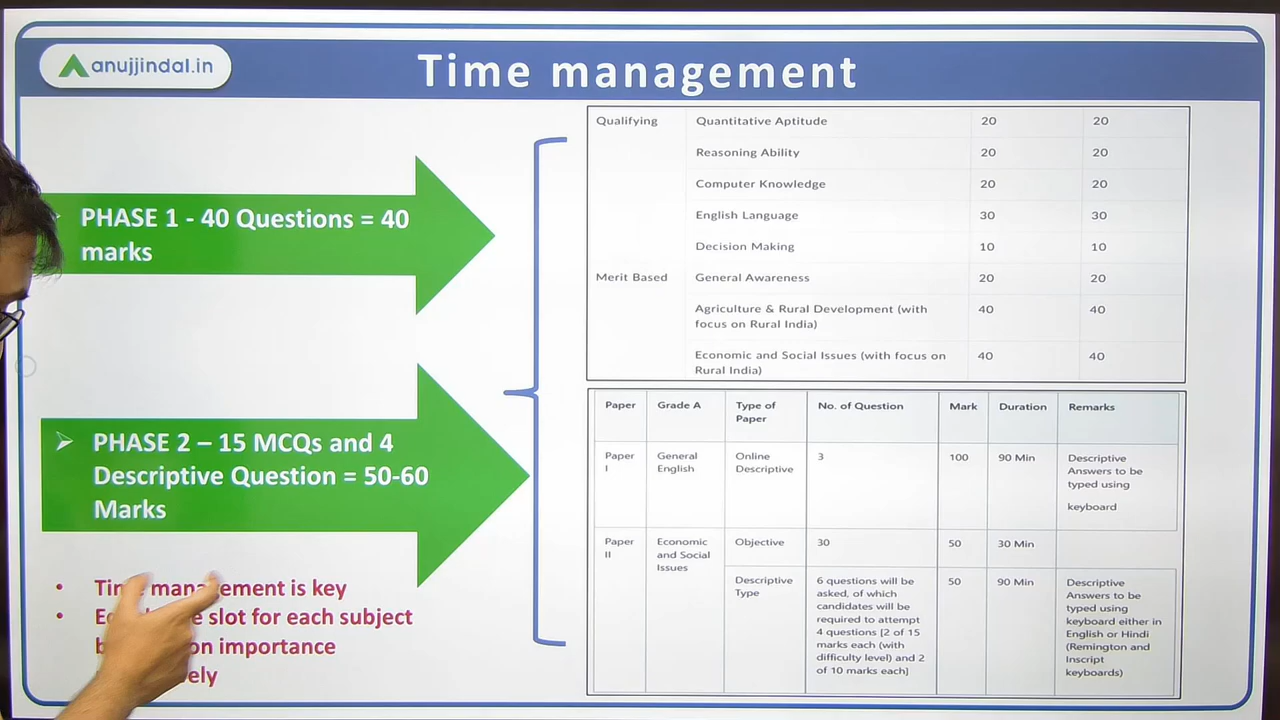 anujjindal.in
Time management
PHASE 1 - 40 Questions = 40
marks
PHASE 2 – 15 MCQs and 4
Descriptive Question = 50-60
Marks
• management is key
• slot for each subject
on importance
Qualifying Quantitative Aptitude 20 20
Reasoning Ability 20 20
Computer Knowledge 20 20
English Language 30 30
Decision Making 10 10
Merit Based General Awareness 20 20
Agriculture & Rural Development (with 40 40
focus on Rural India)
Economic and Social Issues (with focus on 40 40
Rural India)
Paper Grade A Type of No. of Question Mark Duration Remarks
Paper
Paper General Online 3 100 90 Min Descriptive
I English Descriptive Answers to be
typed using
keyboard
Paper Economic Objective 30 50 30 Min
II and Social
Issues
Descriptive 6 questions will be 50 90 Min Descriptive
Type asked, of which Answers to be
candidates will be typed using
required to attempt keyboard either in
4 questions [2 of 15 English or Hindi
marks each (with (Remington and
difficulty level) and 2 Inscript
of 10 marks each] keyboards)